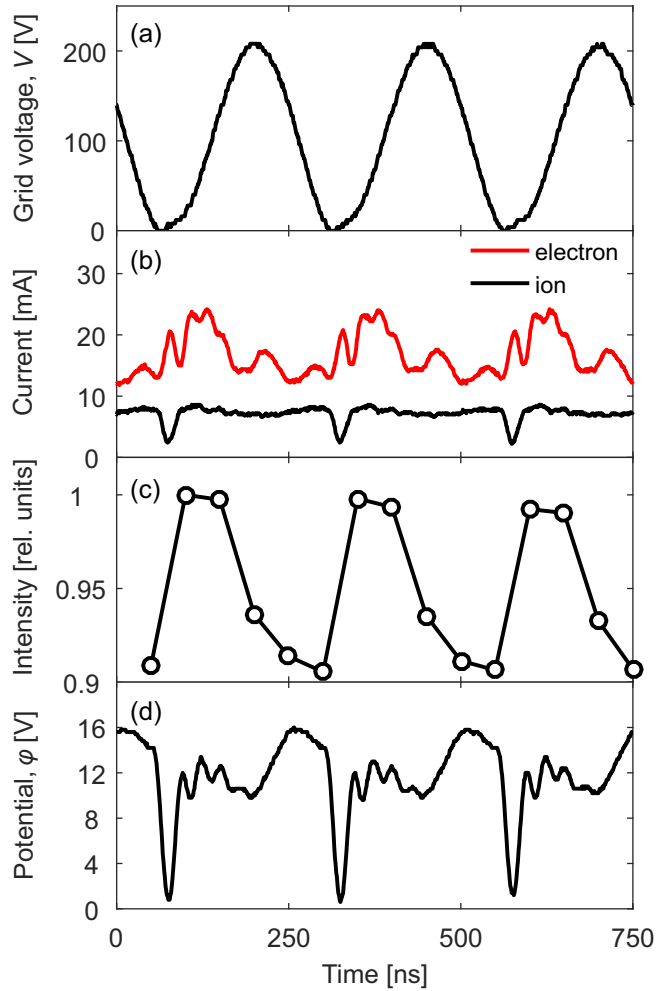 (a)
Grid voltage, V [V]
200
100
0
(b)
electron
ion
Current [mA]
30
20
10
0
(c)
Intensity [rel. units]
1
0.95
0.9
(d)
Potential, φ [V]
16
12
8
4
0
0 250 500 750
Time [ns]